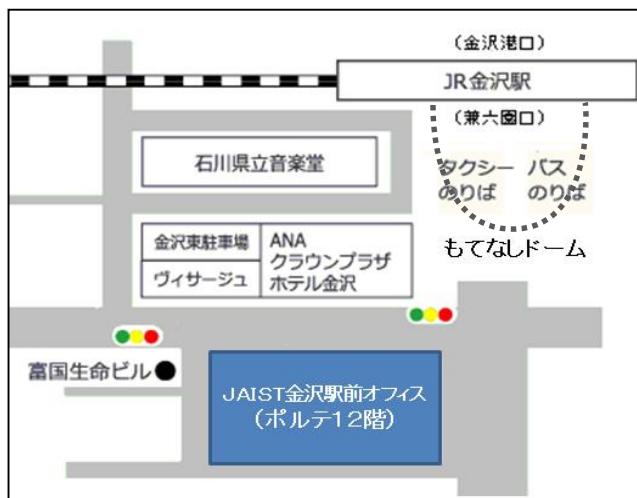 （金沢港口）
JR金沢駅
（兼六園口）
石川県立音楽堂
タクシー
のりば
バス
のりば
もてなしドーム
金沢東駐車場
ヴィサージュ
ANA
クラウンプラザ
ホテル金沢
富国生命ビル
JAIST金沢駅前オフィス
（ポルテ12階）